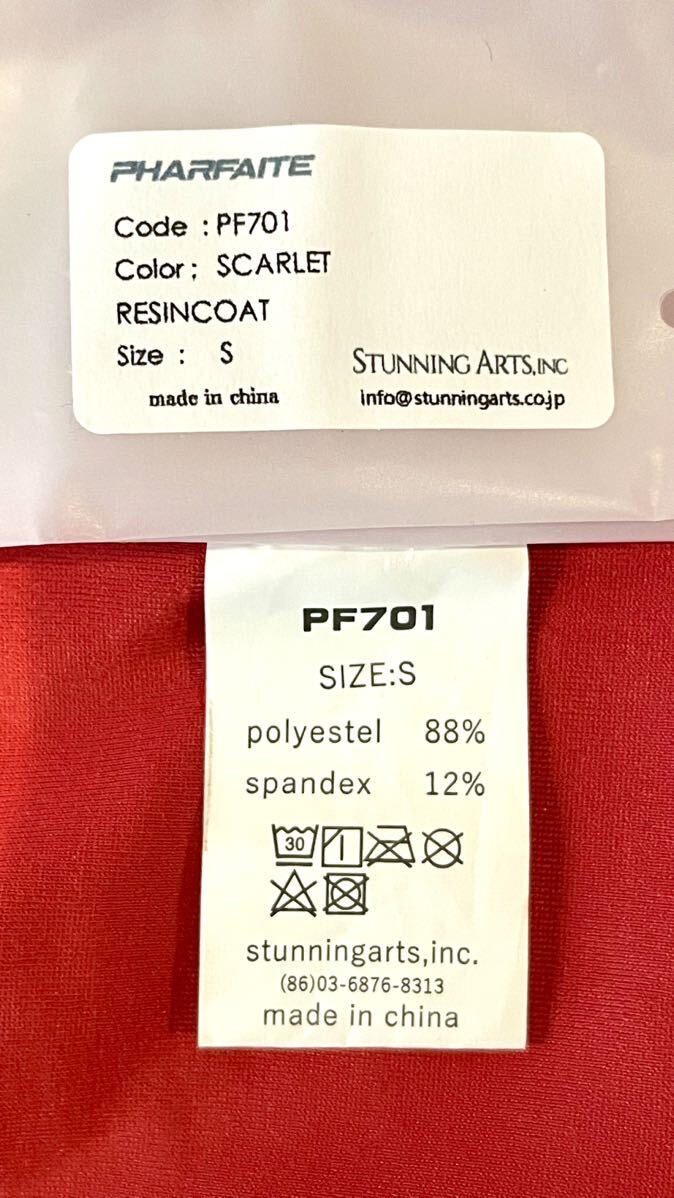 PHARFAITE
Code : PF701
Color; SCARLET
RESINCOAT
Size : S
STUNNING ARTS,INC
made in china
info@stunningarts.co.jp
PF701
SIZE:S
polyestel 88%
spandex 12%
30
stunningarts,inc.
(86)03-6876-8313
made in china